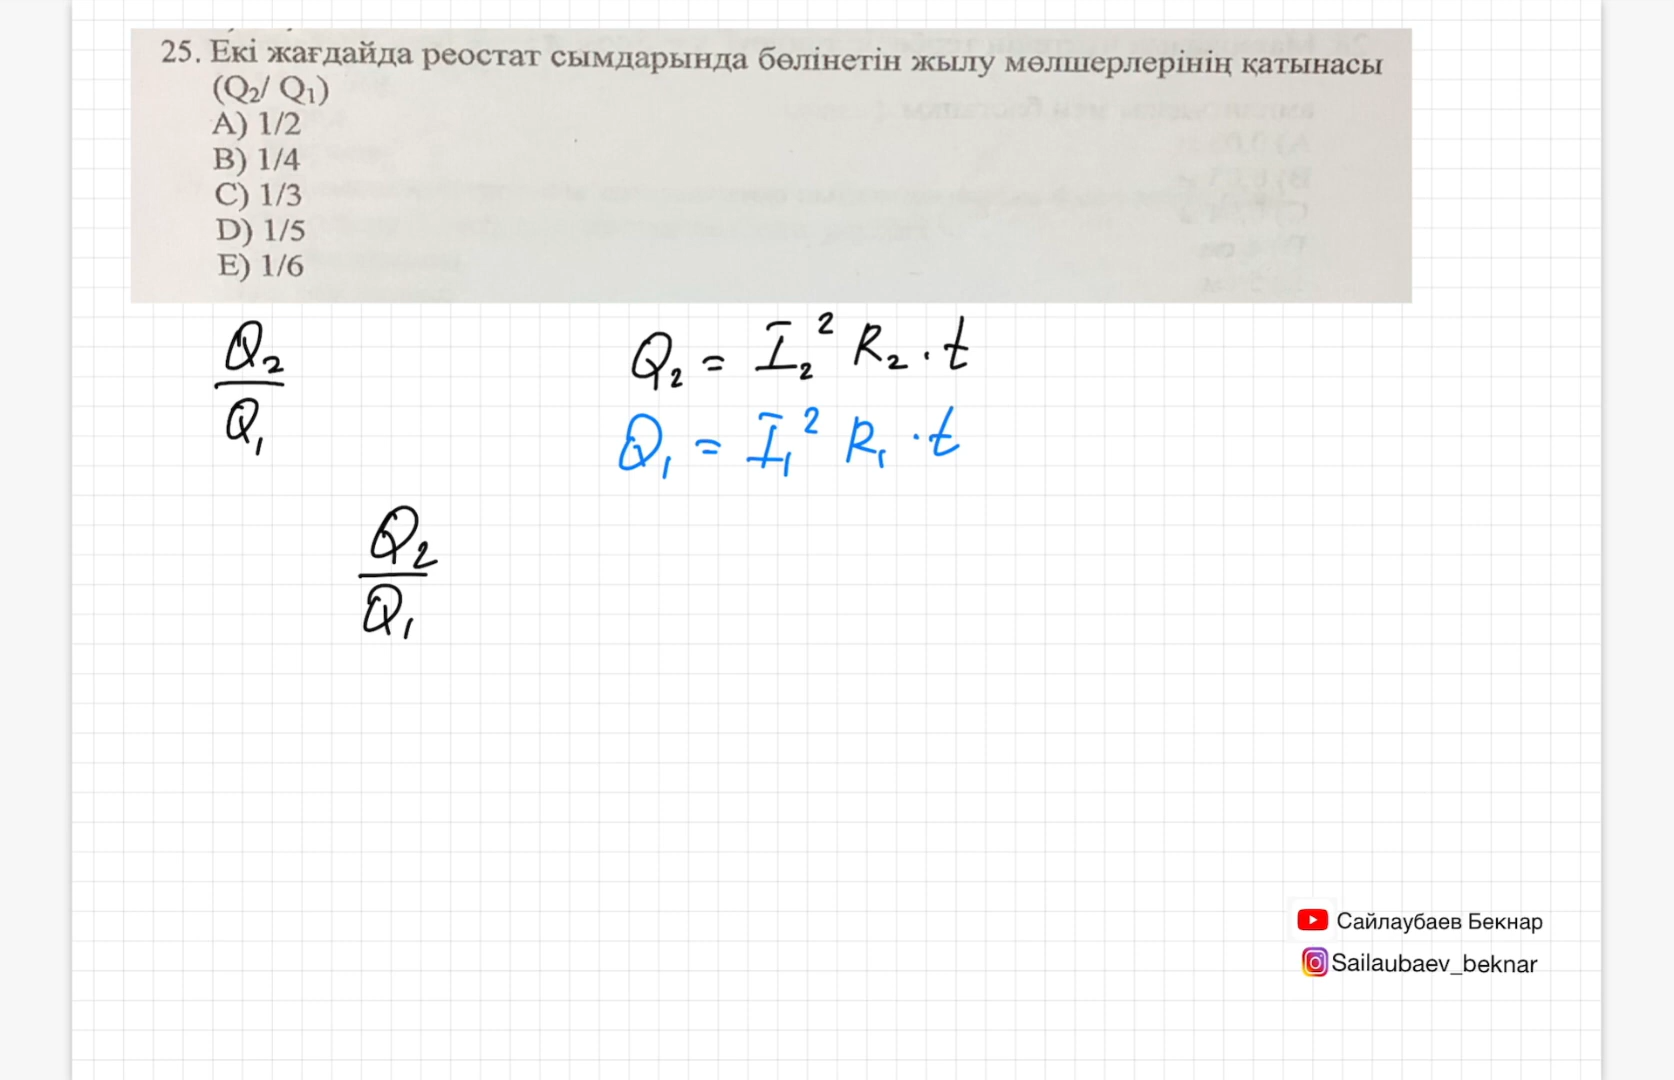 25. Екі жағдайда реостат сымдарында бөлінетін жылу мөлшерлерінің қатынасы
(Q₂/ Q₁)
A) 1/2
B) 1/4
C) 1/3
D) 1/5
E) 1/6
Q₂/Q₁
Q₂ = I₂² R₂ · t
Q₁ = I₁² R₁ · t
Q₂/Q₁
Сайлаубаев Бекнар
Sailaubaev_beknar